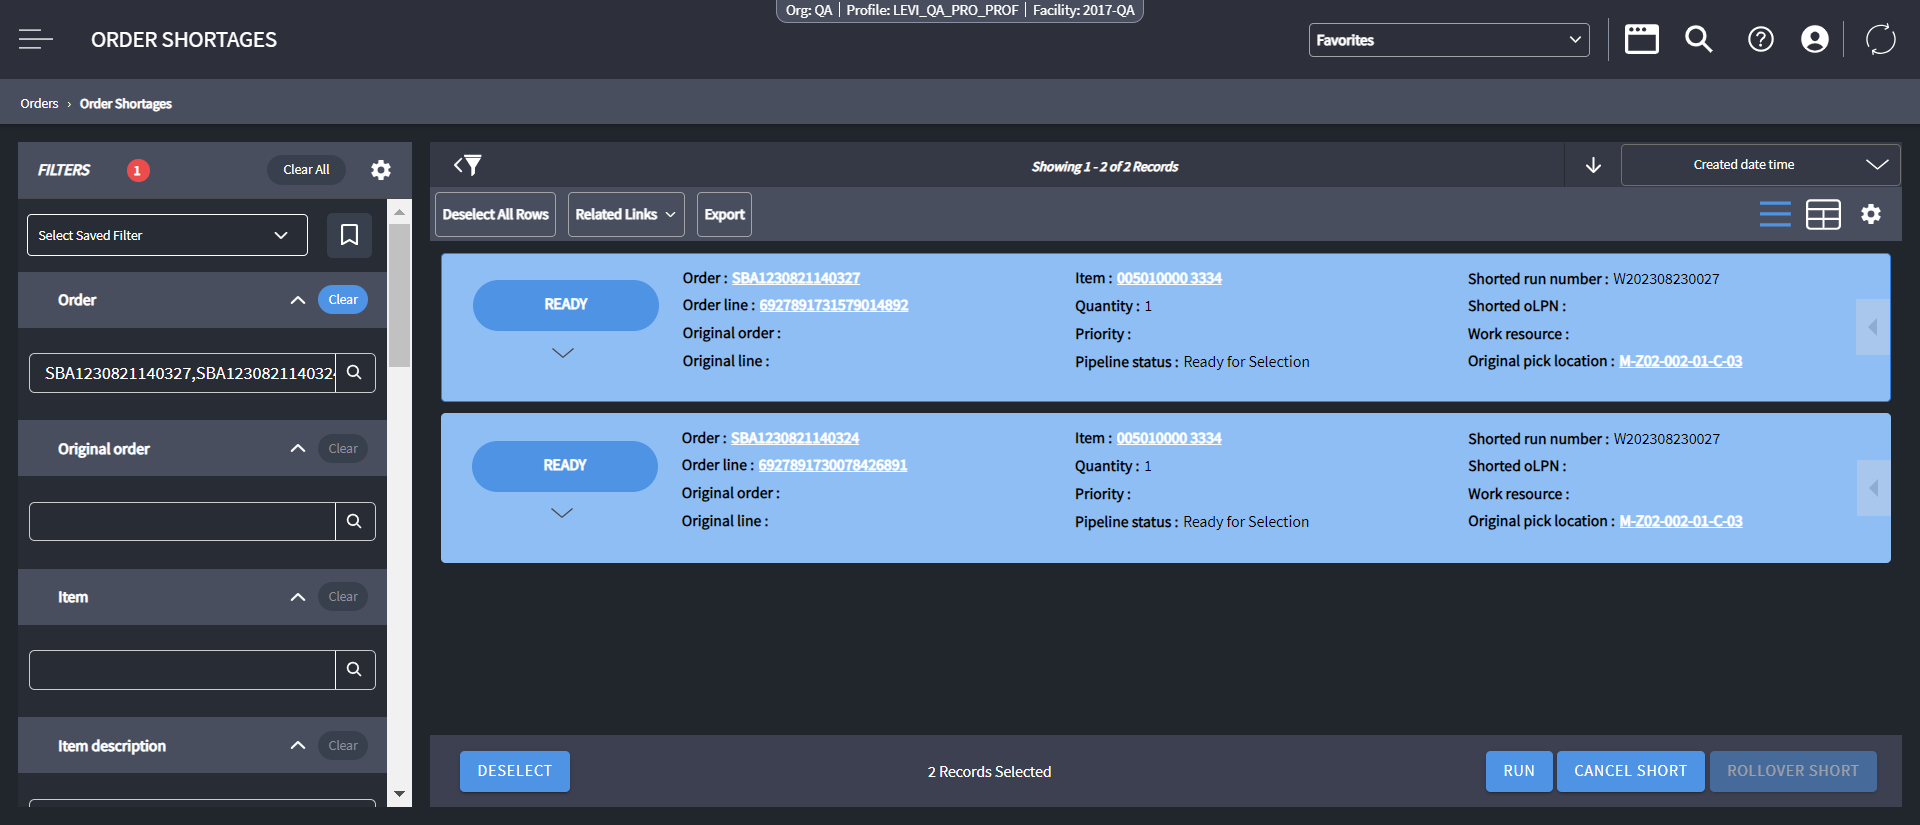 Org: QA | Profile: LEVI_QA_PRO_PROF | Facility: 2017-QA
ORDER SHORTAGES
Favorites
Orders › Order Shortages
FILTERS 1 Clear All
Select Saved Filter
Order Clear
SBA1230821140327,SBA1230821140324
Original order Clear
Item Clear
Item description Clear
Showing 1 - 2 of 2 Records
Created date time
Deselect All Rows Related Links Export
READY
Order : SBA1230821140327
Order line : 6927891731579014892
Original order :
Original line :
Item : 005010000 3334
Quantity : 1
Priority :
Pipeline status : Ready for Selection
Shorted run number : W202308230027
Shorted oLPN :
Work resource :
Original pick location : M-Z02-002-01-C-03
READY
Order : SBA1230821140324
Order line : 6927891730078426891
Original order :
Original line :
Item : 005010000 3334
Quantity : 1
Priority :
Pipeline status : Ready for Selection
Shorted run number : W202308230027
Shorted oLPN :
Work resource :
Original pick location : M-Z02-002-01-C-03
DESELECT
2 Records Selected
RUN CANCEL SHORT ROLLOVER SHORT